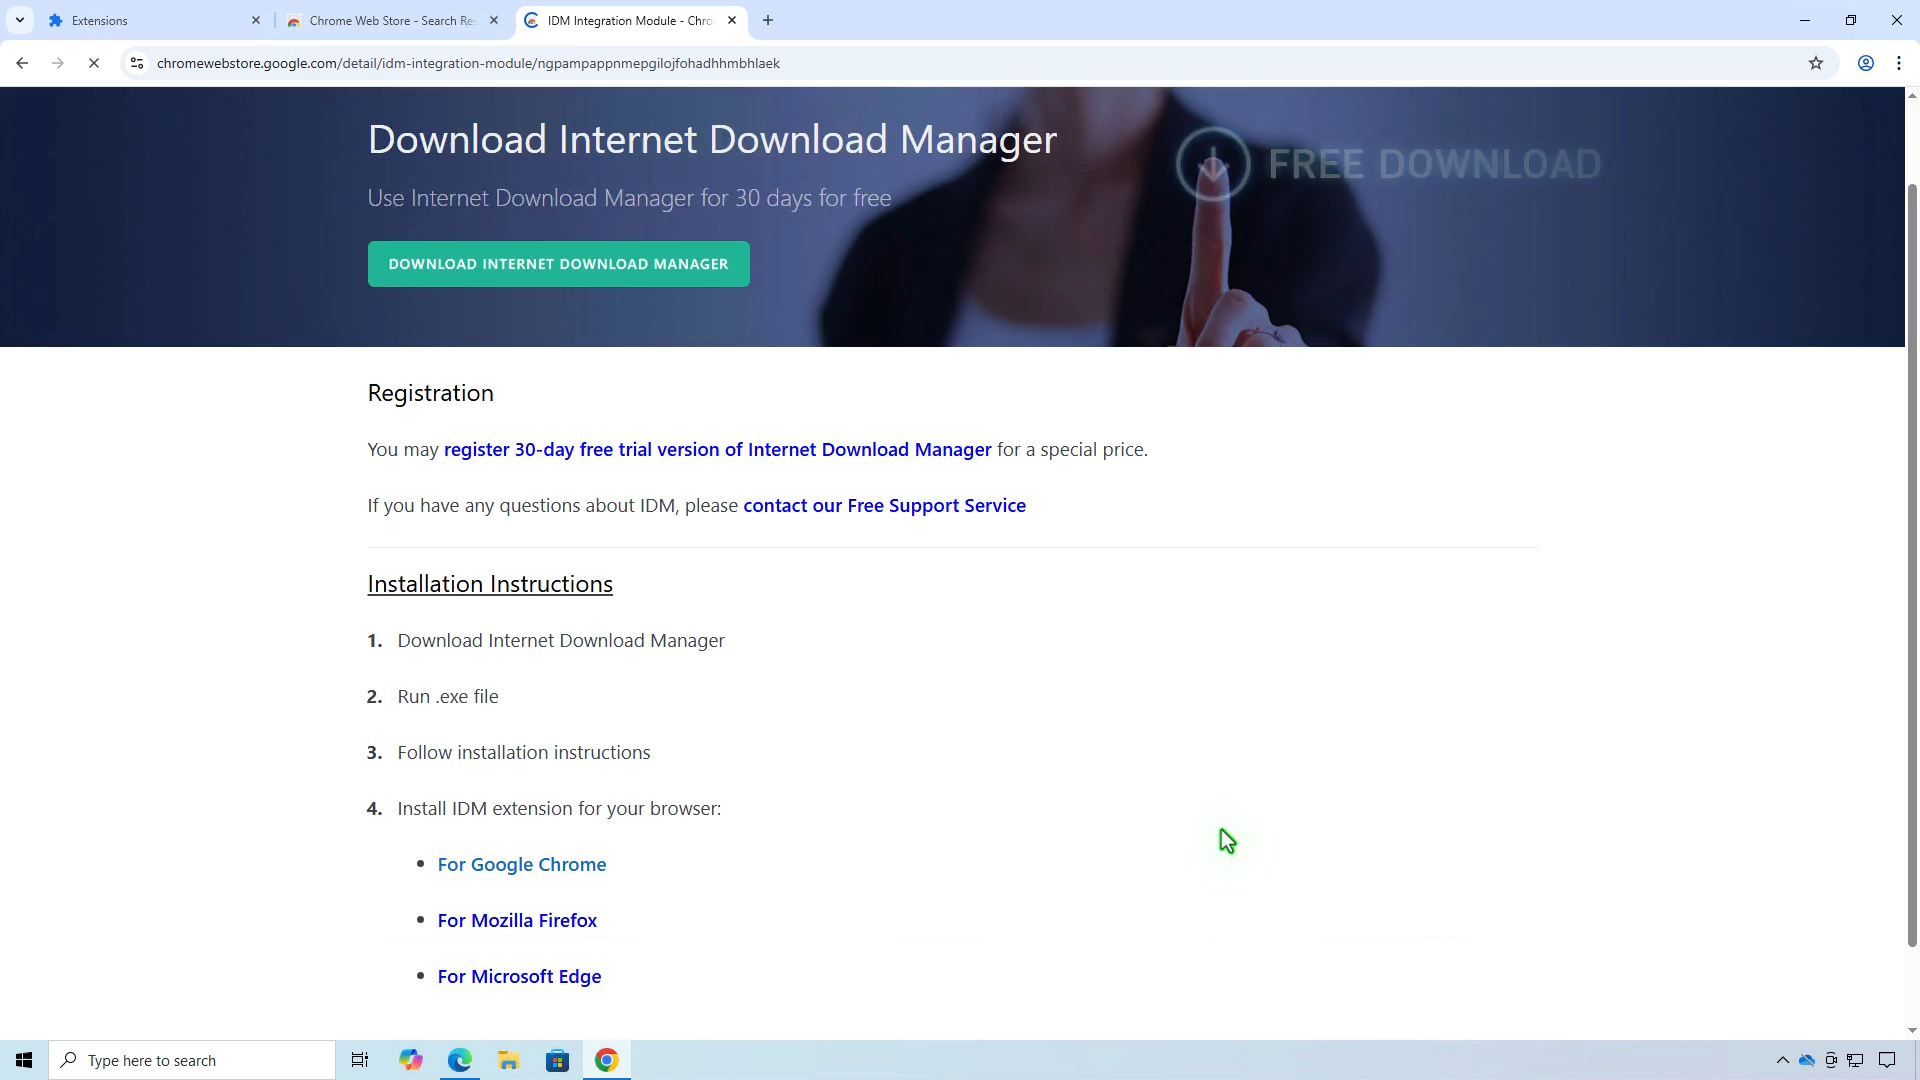 Extensions
Chrome Web Store - Search Res
IDM Integration Module - Chro
chromewebstore.google.com/detail/idm-integration-module/ngpampappnmepgilojfohadhhmbhlaek
Download Internet Download Manager
FREE DOWNLOAD
Use Internet Download Manager for 30 days for free
DOWNLOAD INTERNET DOWNLOAD MANAGER
Registration
You may register 30-day free trial version of Internet Download Manager for a special price.
If you have any questions about IDM, please contact our Free Support Service
Installation Instructions
1. Download Internet Download Manager
2. Run .exe file
3. Follow installation instructions
4. Install IDM extension for your browser:
• For Google Chrome
• For Mozilla Firefox
• For Microsoft Edge
Type here to search